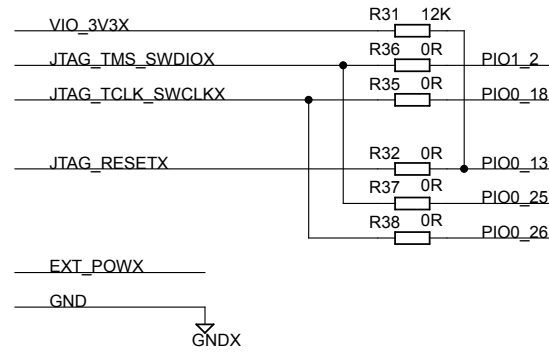 R31 12K
VIO_3V3X
R36 0R
JTAG_TMS_SWDIOX PIO1_2
R35 0R
JTAG_TCLK_SWCLKX PIO0_18
R32 0R
JTAG_RESETX PIO0_13
R37 0R
PIO0_25
R38 0R
PIO0_26
EXT_POWX
GND
GNDX